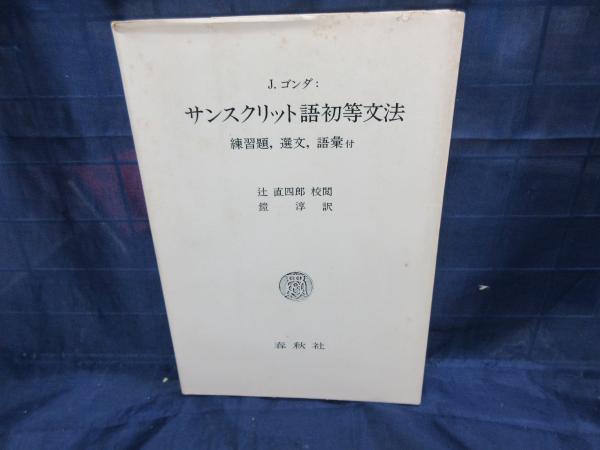 J. ゴンダ:
サンスクリット語初等文法
練習題, 選文, 語彙付
辻 直四郎 校閲
鎧 淳 訳
春秋社